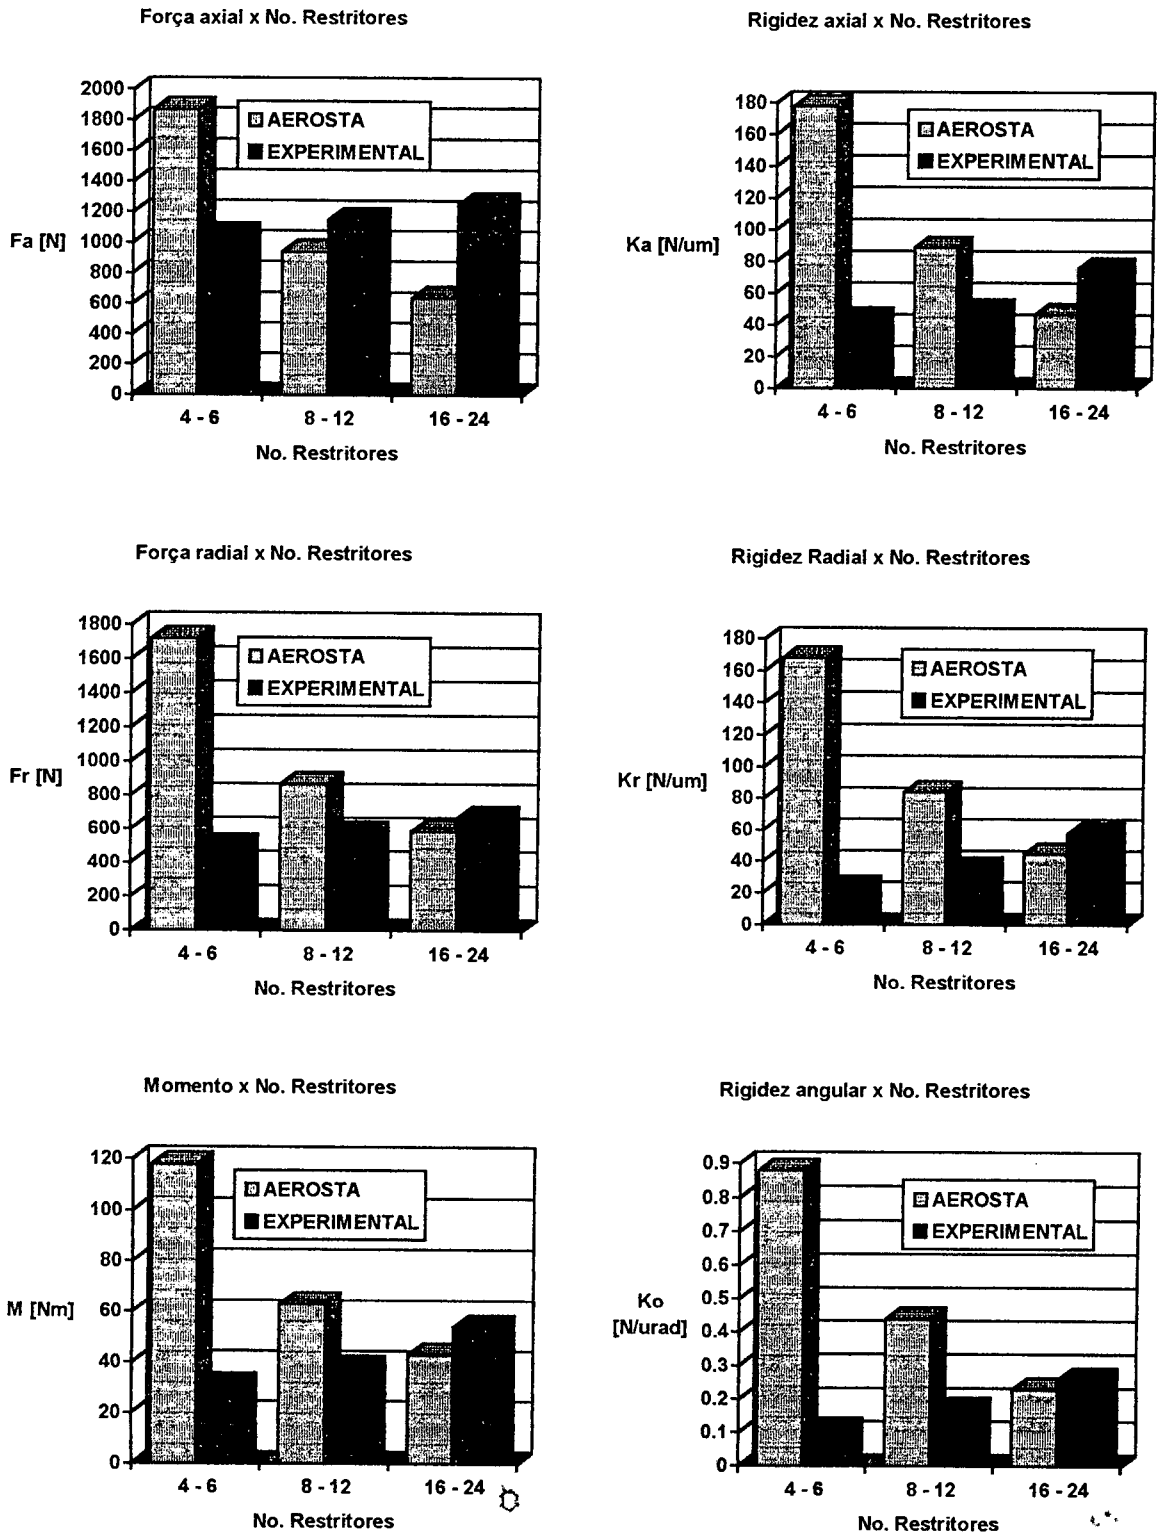 Força axial x No. Restritores
2000
1800
1600
1400
1200
1000
800
600
400
200
0
Fa [N]
AEROSTA
EXPERIMENTAL
4 - 6
8 - 12
16 - 24
No. Restritores
Rigidez axial x No. Restritores
180
160
140
120
100
80
60
40
20
0
Ka [N/um]
AEROSTA
EXPERIMENTAL
4 - 6
8 - 12
16 - 24
No. Restritores
Força radial x No. Restritores
1800
1600
1400
1200
1000
800
600
400
200
0
Fr [N]
AEROSTA
EXPERIMENTAL
4 - 6
8 - 12
16 - 24
No. Restritores
Rigidez Radial x No. Restritores
180
160
140
120
100
80
60
40
20
0
Kr [N/um]
AEROSTA
EXPERIMENTAL
4 - 6
8 - 12
16 - 24
No. Restritores
Momento x No. Restritores
120
100
80
60
40
20
0
M [Nm]
AEROSTA
EXPERIMENTAL
4 - 6
8 - 12
16 - 24
No. Restritores
Rigidez angular x No. Restritores
0.9
0.8
0.7
0.6
0.5
0.4
0.3
0.2
0.1
0
Ko
[N/urad]
AEROSTA
EXPERIMENTAL
4 - 6
8 - 12
16 - 24
No. Restritores